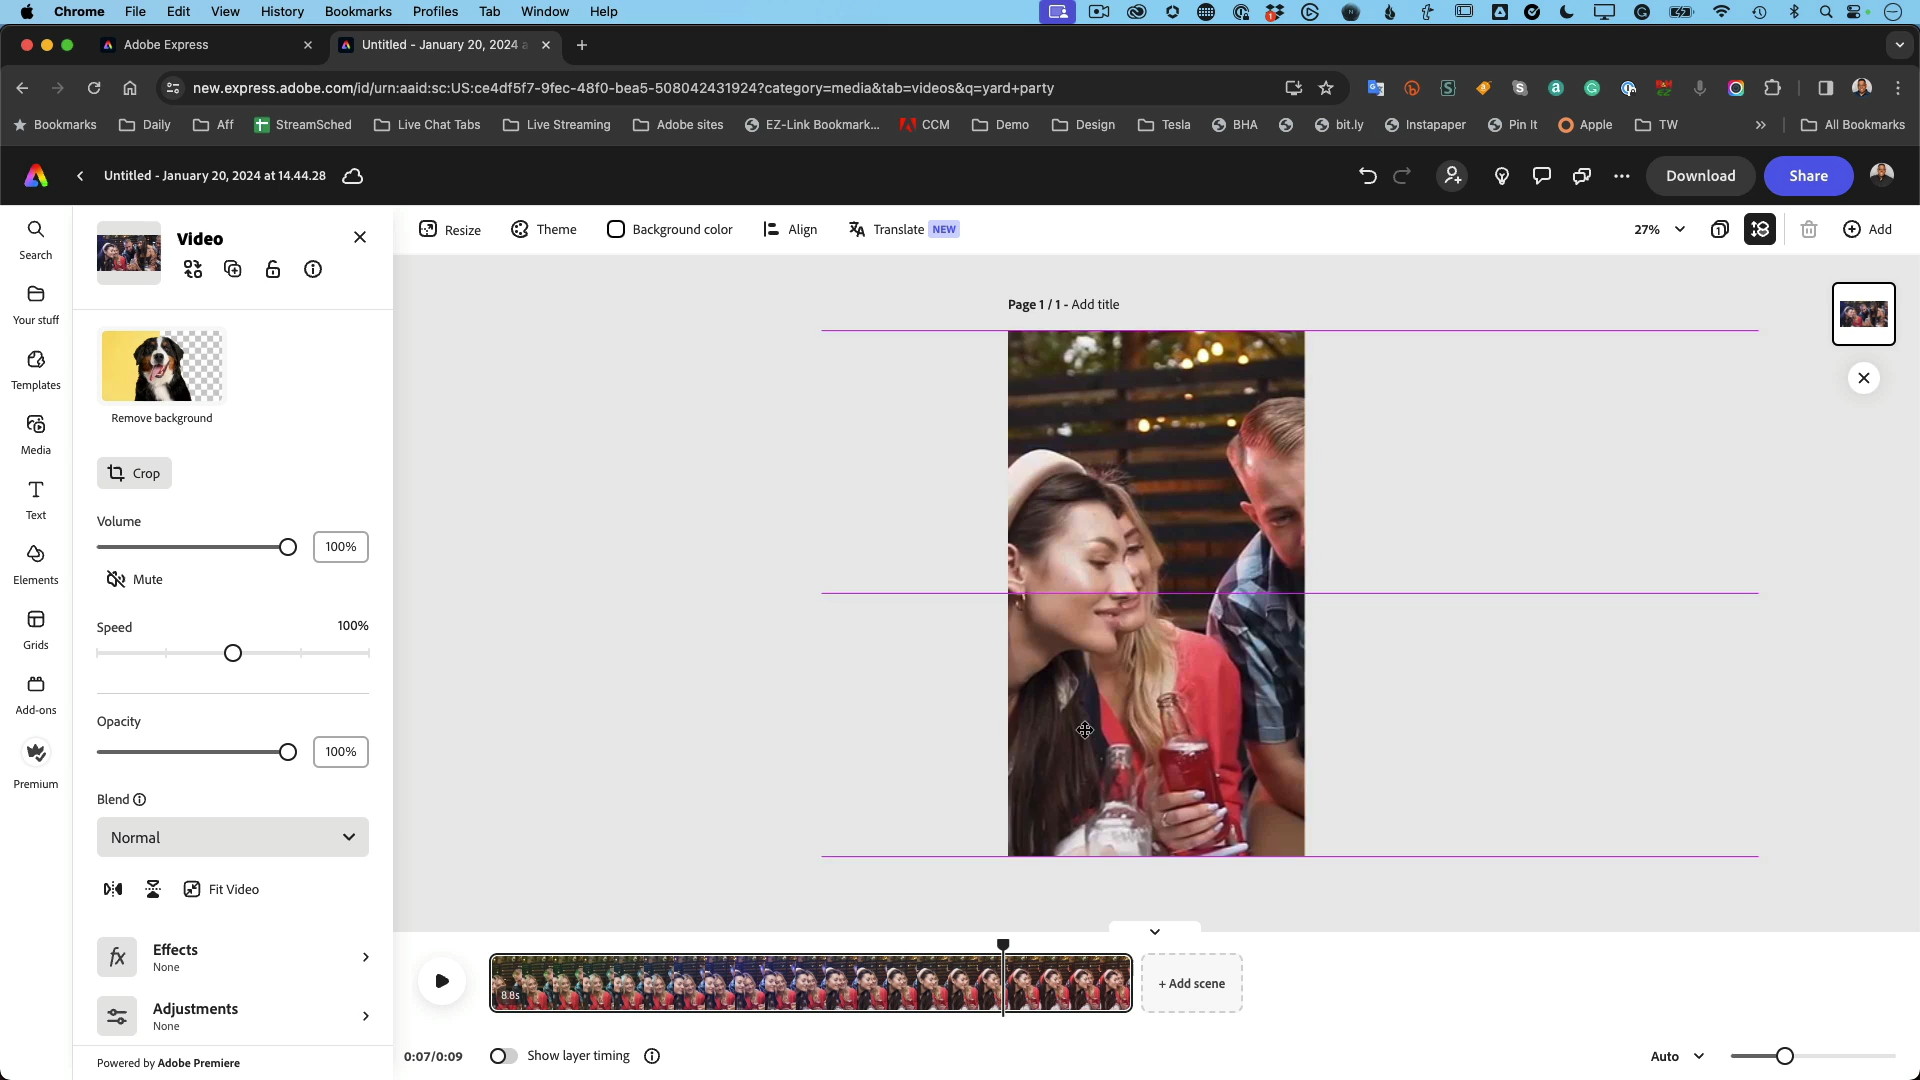 Chrome File Edit View History Bookmarks Profiles Tab Window Help
Adobe Express
Untitled - January 20, 2024 a
new.express.adobe.com/id/urn:aaid:sc:US:ce4df5f7-9fec-48f0-bea5-508042431924?category=media&tab=videos&q=yard+party
Bookmarks Daily Aff StreamSched Live Chat Tabs Live Streaming Adobe sites EZ-Link Bookmark... CCM Demo Design Tesla BHA bit.ly Instapaper Pin It Apple TW » All Bookmarks
Untitled - January 20, 2024 at 14.44.28
Download
Share
Search
Your stuff
Templates
Media
Text
Elements
Grids
Add-ons
Premium
Video
Remove background
Crop
Volume
100%
Mute
Speed 100%
Opacity
100%
Blend
Normal
Fit Video
fx Effects
None
Adjustments
None
Powered by Adobe Premiere
Resize Theme Background color Align Translate NEW
27% 1 Add
Page 1 / 1 - Add title
8.8s
+ Add scene
0:07/0:09 Show layer timing
Auto